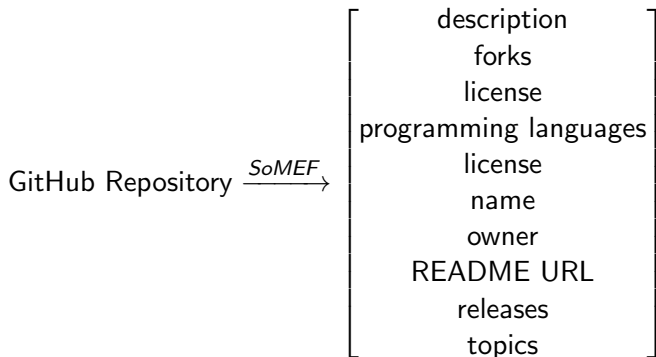 description
forks
license
programming languages
license
GitHub Repository SoMEF
name
owner
README URL
releases
topics